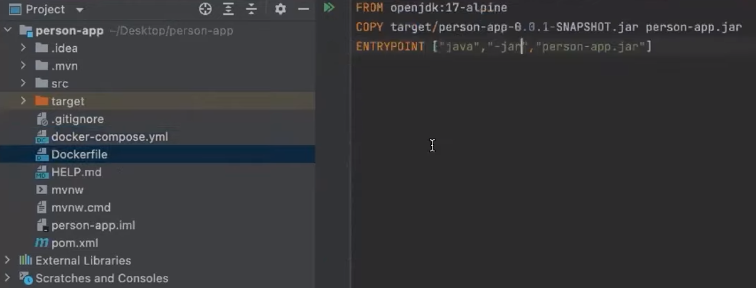 Project
person-app ~/Desktop/person-app
.idea
.mvn
src
target
.gitignore
docker-compose.yml
Dockerfile
HELP.md
mvnw
mvnw.cmd
person-app.iml
pom.xml
External Libraries
Scratches and Consoles
FROM openjdk:17-alpine
COPY target/person-app-0.0.1-SNAPSHOT.jar person-app.jar
ENTRYPOINT ["java","-jar","person-app.jar"]